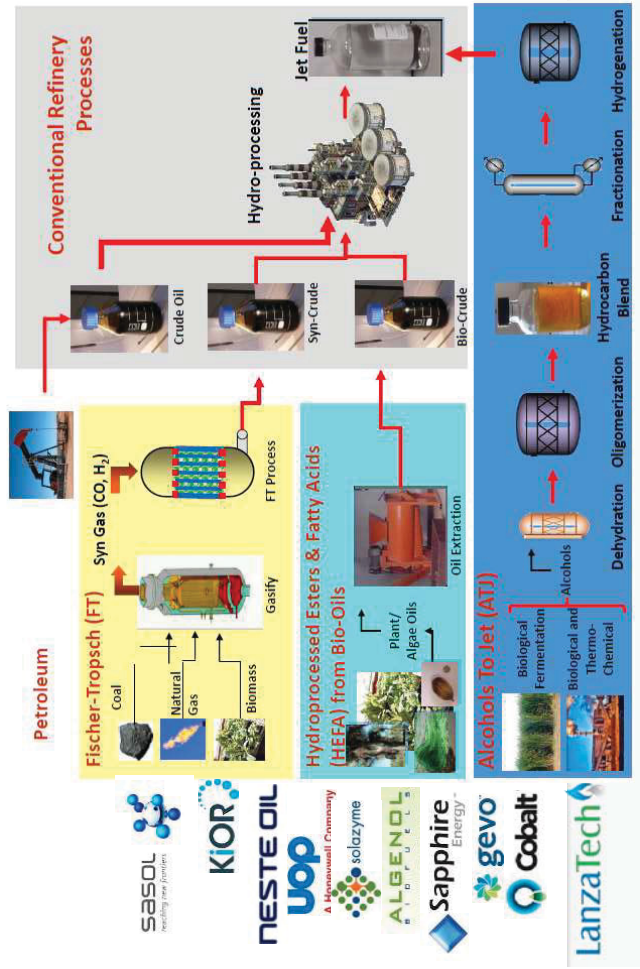 Petroleum
Conventional Refinery
Processes
Crude Oil
Syn-Crude
Bio-Crude
Hydro-processing
Jet Fuel
Fischer-Tropsch (FT)
Coal
Natural
Gas
Biomass
Gasify
Syn Gas (CO, H₂)
FT Process
Hydroprocessed Esters & Fatty Acids
(HEFA) from Bio-Oils
Plant/
Algae Oils
Oil Extraction
Alcohols To Jet (ATJ)
Biological
Fermentation
Biological and
Thermo-
Chemical
Alcohols
Dehydration
Oligomerization
Hydrocarbon
Blend
Fractionation
Hydrogenation
sasol
reaching new frontiers
KiOR
NESTE OIL
uop
A Honeywell Company
solazyme
ALGENOL
BIOFUELS
Sapphire
Energy
gevo
Cobalt
LanzaTech